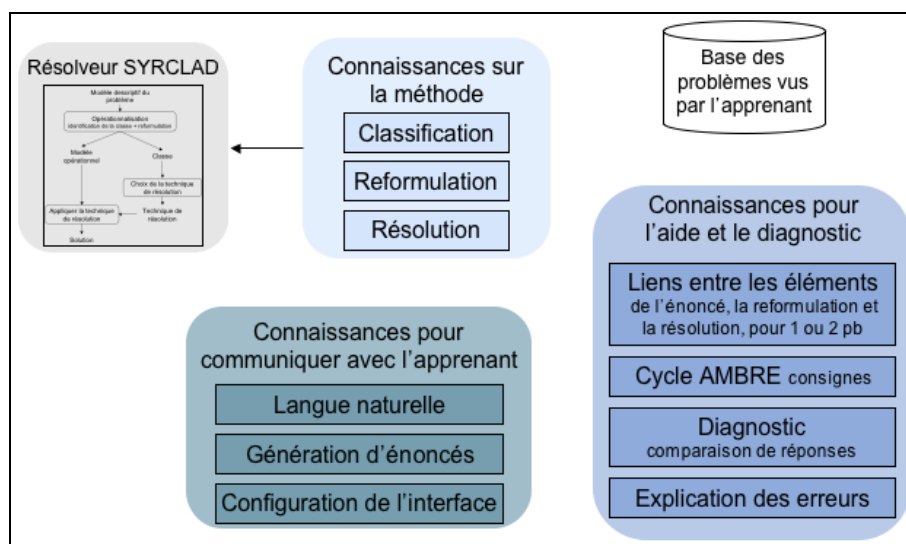 Résolveur SYRCLAD
Modèle descriptif du
problème
Opérationnalisation
identification de la classe + reformulation
Modèle
opérationnel
Classe
Choix de la technique
de résolution
Appliquer la technique
de résolution
Technique de
résolution
Solution
Connaissances sur
la méthode
Classification
Reformulation
Résolution
Base des
problèmes vus
par l’apprenant
Connaissances pour
l’aide et le diagnostic
Liens entre les éléments
de l’énoncé, la reformulation et
la résolution, pour 1 ou 2 pb
Cycle AMBRE consignes
Diagnostic
comparaison de réponses
Explication des erreurs
Connaissances pour
communiquer avec l’apprenant
Langue naturelle
Génération d’énoncés
Configuration de l’interface